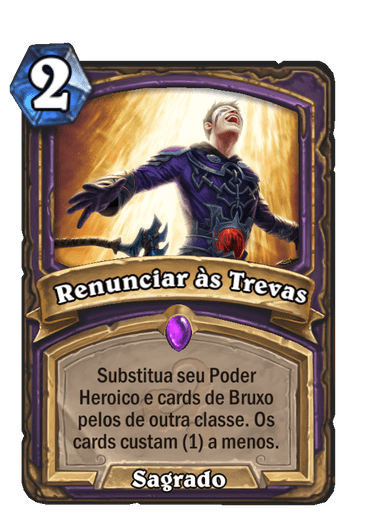 2
Renunciar às Trevas
Substitua seu Poder
Heroico e cards de Bruxo
pelos de outra classe. Os
cards custam (1) a menos.
Sagrado